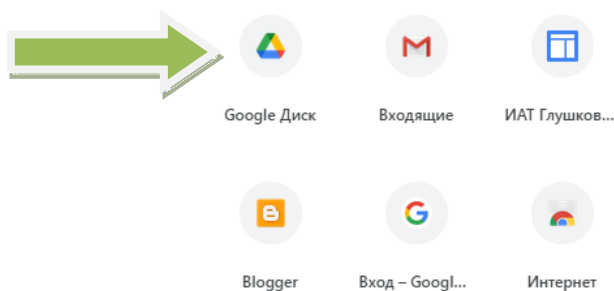 Google Диск
Входящие
ИАТ Глушков...
Blogger
Вход – Googl...
Интернет